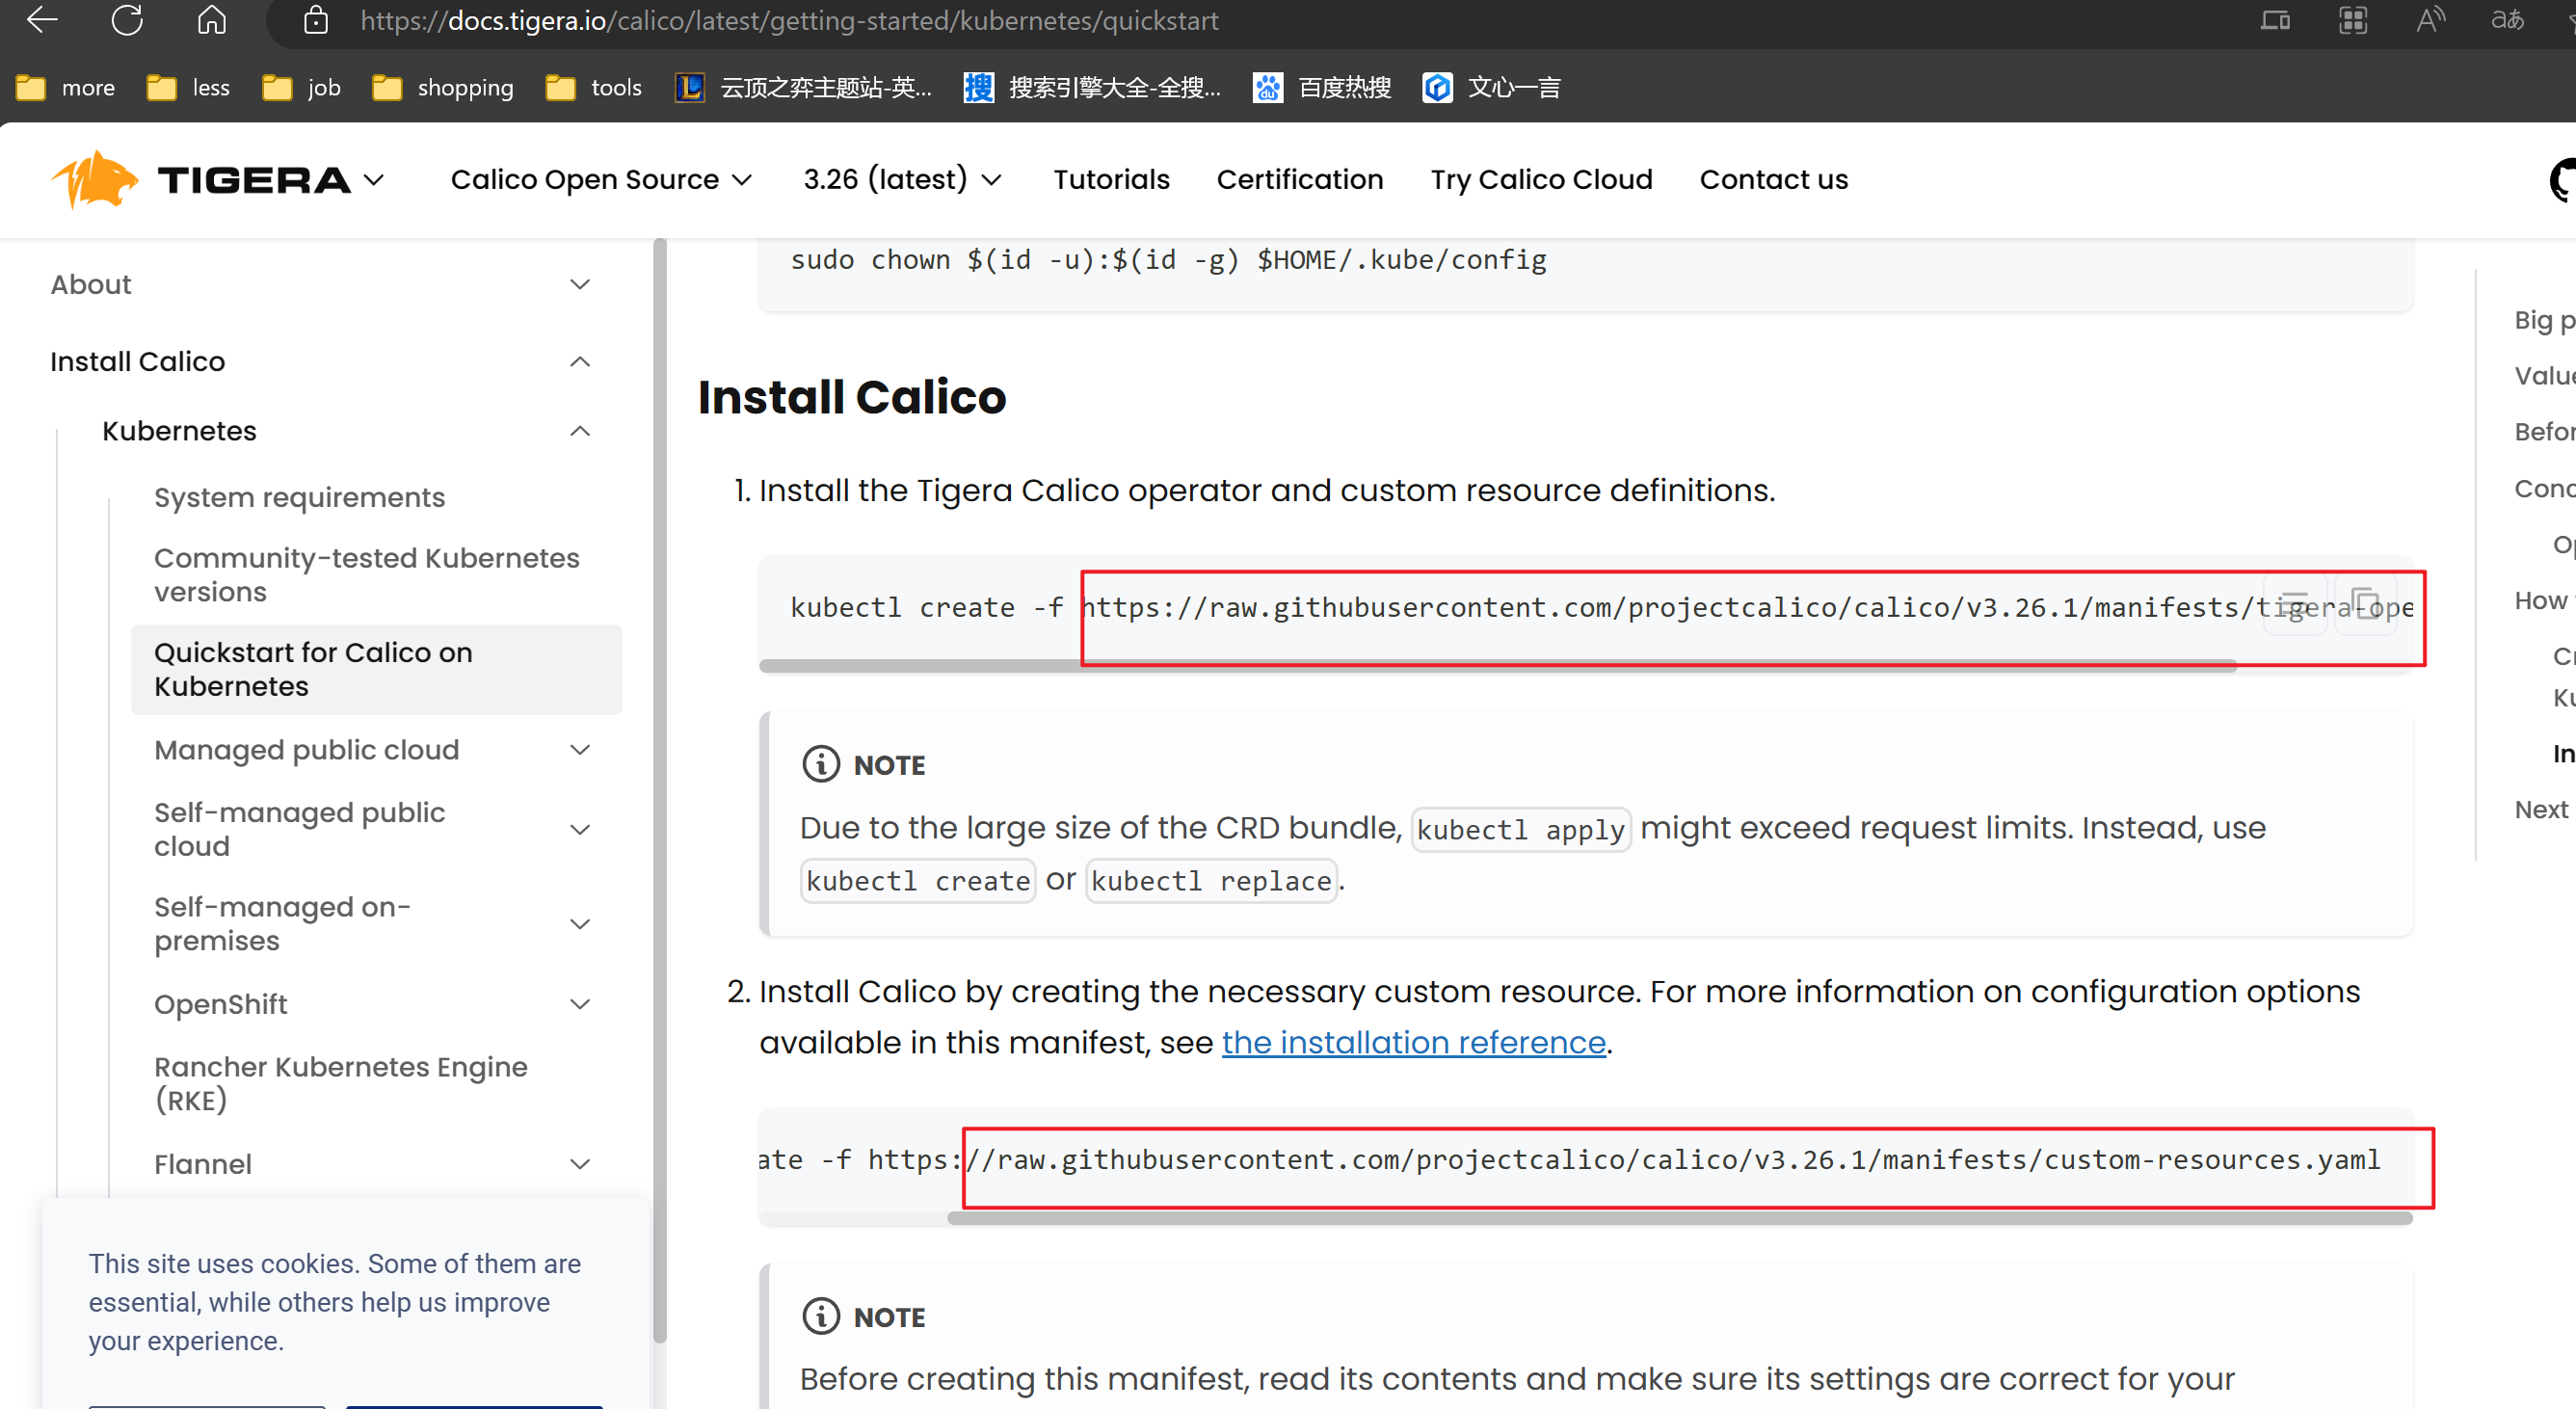 https://docs.tigera.io/calico/latest/getting-started/kubernetes/quickstart
more less job shopping tools 云顶之弈主题站-英... 搜索引擎大全-全搜... 百度热搜 文心一言
TIGERA Calico Open Source 3.26 (latest) Tutorials Certification Try Calico Cloud Contact us
About
Install Calico
Kubernetes
System requirements
Community-tested Kubernetes
versions
Quickstart for Calico on
Kubernetes
Managed public cloud
Self-managed public
cloud
Self-managed on-
premises
OpenShift
Rancher Kubernetes Engine
(RKE)
Flannel
This site uses cookies. Some of them are
essential, while others help us improve
your experience.
sudo chown $(id -u):$(id -g) $HOME/.kube/config
Install Calico
1. Install the Tigera Calico operator and custom resource definitions.
kubectl create -f https://raw.githubusercontent.com/projectcalico/calico/v3.26.1/manifests/tigera-ope
NOTE
Due to the large size of the CRD bundle, kubectl apply might exceed request limits. Instead, use
kubectl create or kubectl replace.
2. Install Calico by creating the necessary custom resource. For more information on configuration options
available in this manifest, see the installation reference.
ate -f https://raw.githubusercontent.com/projectcalico/calico/v3.26.1/manifests/custom-resources.yaml
NOTE
Before creating this manifest, read its contents and make sure its settings are correct for your
Big
Value
How
In
Next